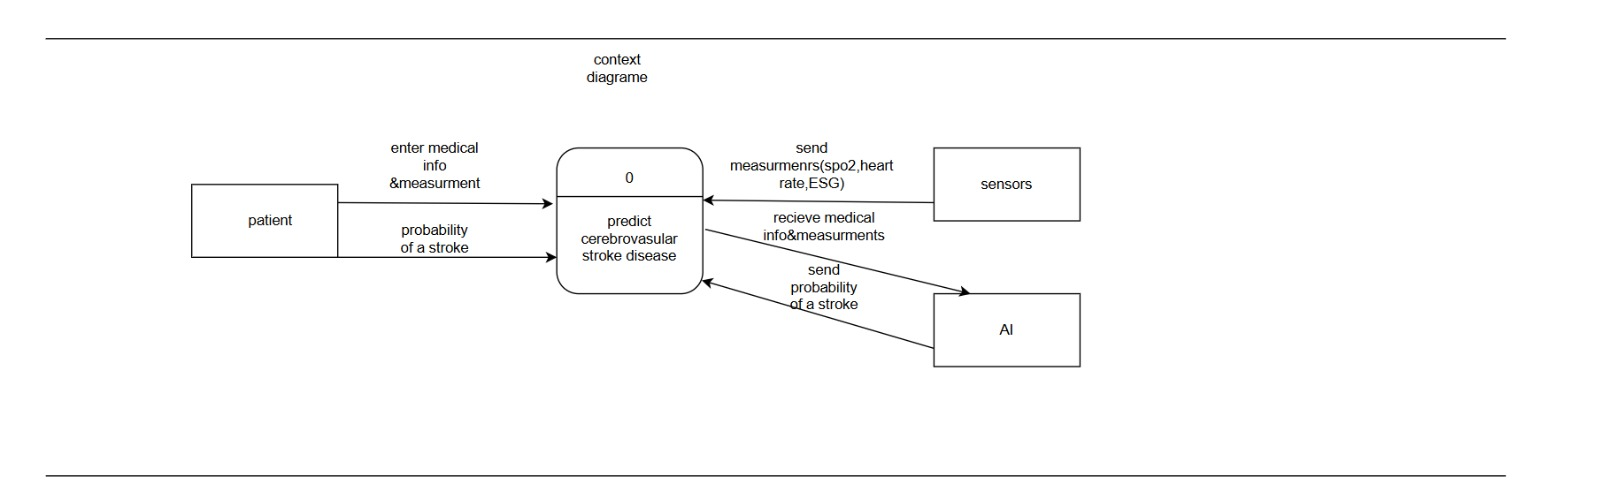 context
diagrame
enter medical
info
&measurment
patient
probability
of a stroke
0
predict
cerebrovasular
stroke disease
send
measurmenrs(spo2,heart
rate,ESG)
sensors
recieve medical
info&measurments
send
probability
of a stroke
AI